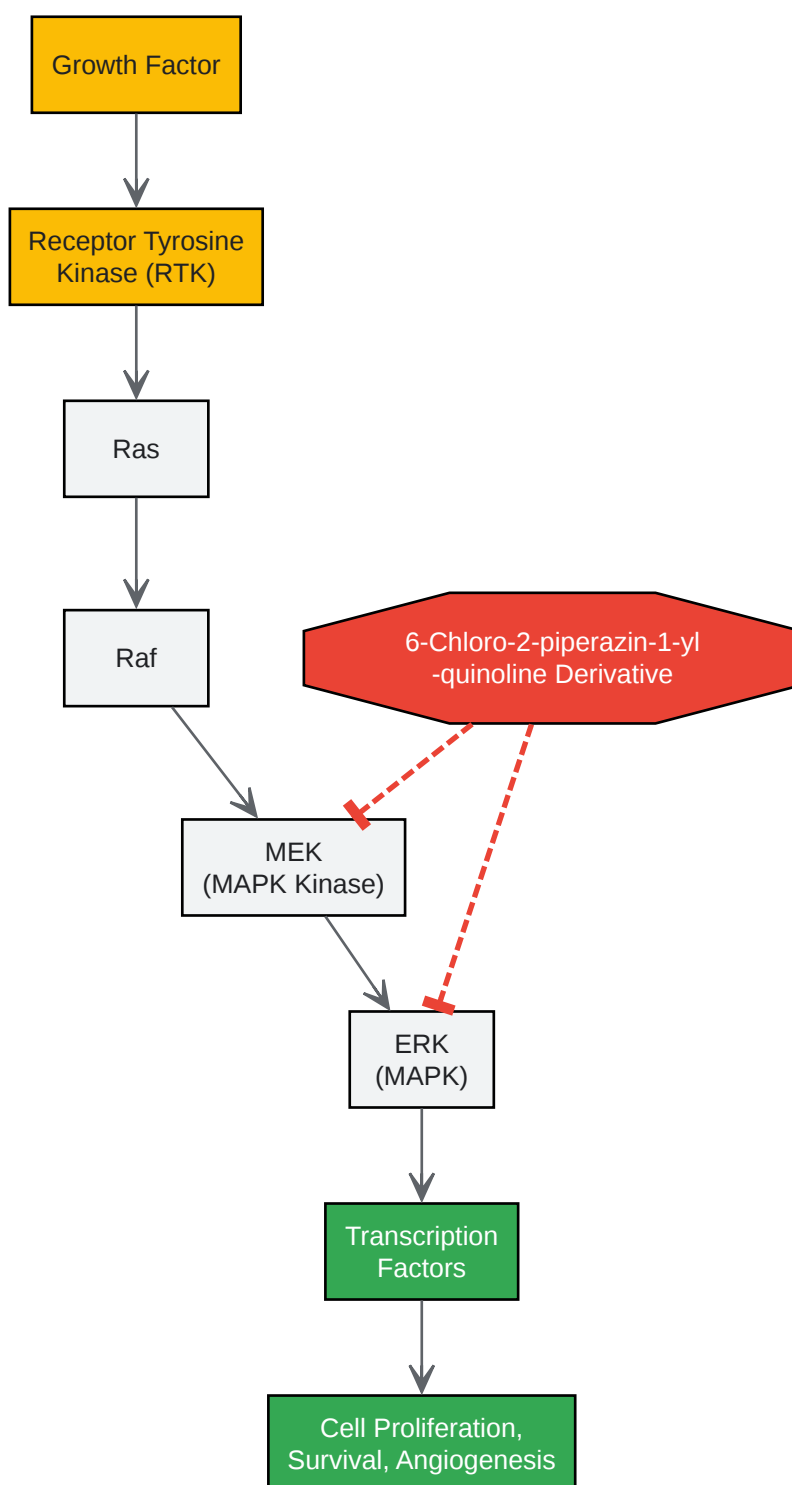 Growth Factor
Receptor Tyrosine
Kinase (RTK)
Ras
Raf
6-Chloro-2-piperazin-1-yl
-quinoline Derivative
MEK
(MAPK Kinase)
ERK
(MAPK)
Transcription
Factors
Cell Proliferation,
Survival, Angiogenesis